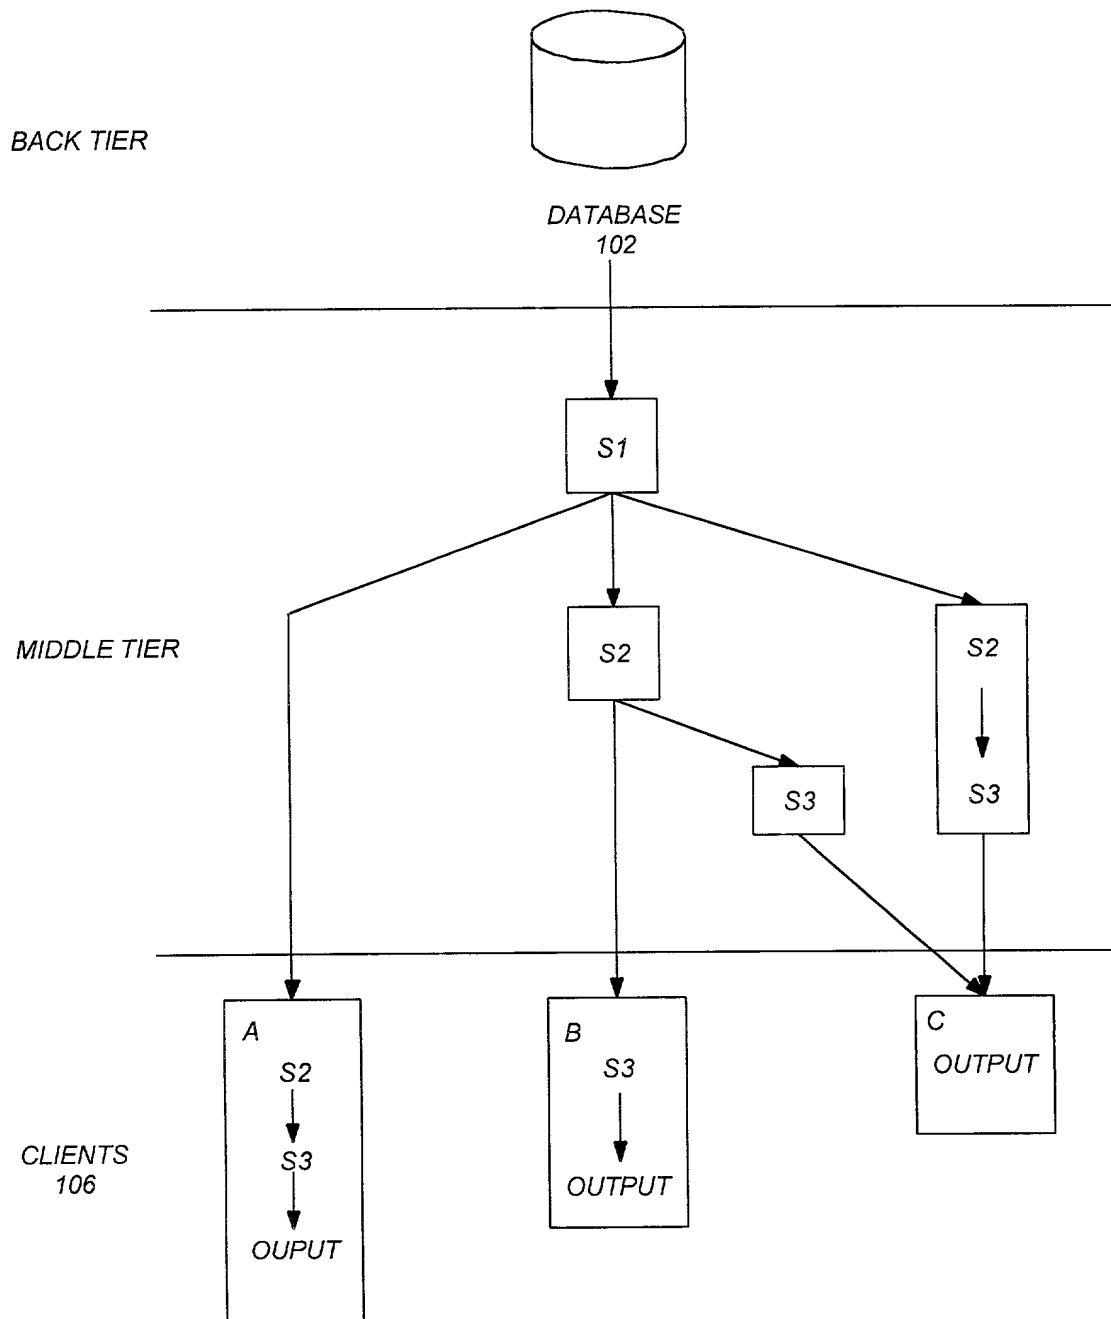 BACK TIER
DATABASE
102
S1
MIDDLE TIER
S2
S2
S3
S3
A
S2
S3
OUPUT
B
S3
OUTPUT
C
OUTPUT
CLIENTS
106